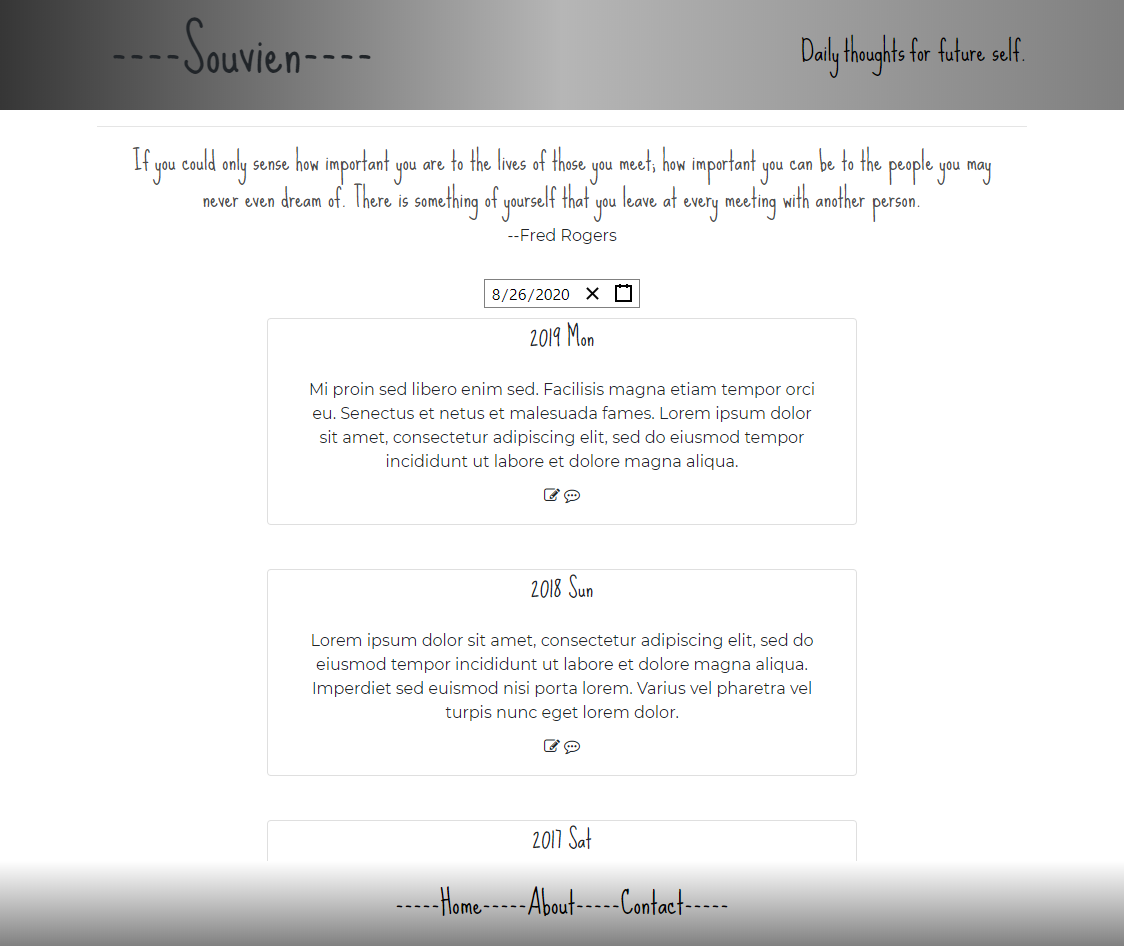 ----Souvien----
Daily thoughts for future self.
If you could only sense how important you are to the lives of those you meet; how important you can be to the people you may
never even dream of. There is something of yourself that you leave at every meeting with another person.
--Fred Rogers
8/26/2020
2019 Mon
Mi proin sed libero enim sed. Facilisis magna etiam tempor orci
eu. Senectus et netus et malesuada fames. Lorem ipsum dolor
sit amet, consectetur adipiscing elit, sed do eiusmod tempor
incididunt ut labore et dolore magna aliqua.
2018 Sun
Lorem ipsum dolor sit amet, consectetur adipiscing elit, sed do
eiusmod tempor incididunt ut labore et dolore magna aliqua.
Imperdiet sed euismod nisi porta lorem. Varius vel pharetra vel
turpis nunc eget lorem dolor.
2017 Sat
-----Home-----About-----Contact-----